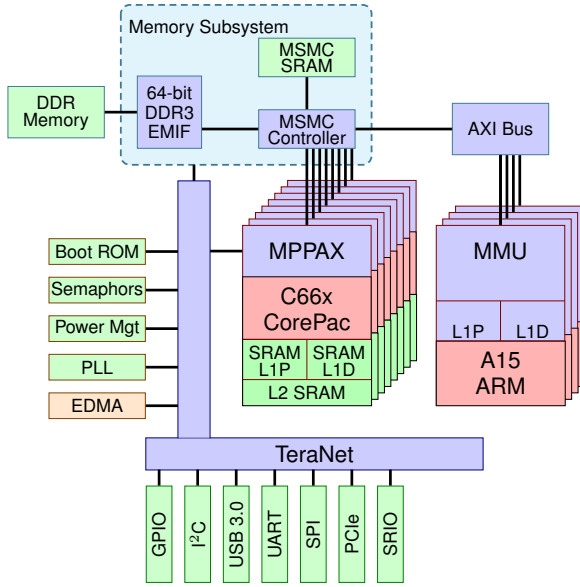 Memory Subsystem
MSMC
SRAM
64-bit
DDR3
EMIF
DDR
Memory
MSMC
Controller
AXI Bus
Boot ROM
MPPAX
MMU
Semaphors
C66x
CorePac
Power Mgt
L1P
L1D
PLL
SRAM
L1P
SRAM
L1D
A15
ARM
L2 SRAM
EDMA
TeraNet
GPIO
I²C
USB 3.0
UART
SPI
PCIe
SRIO